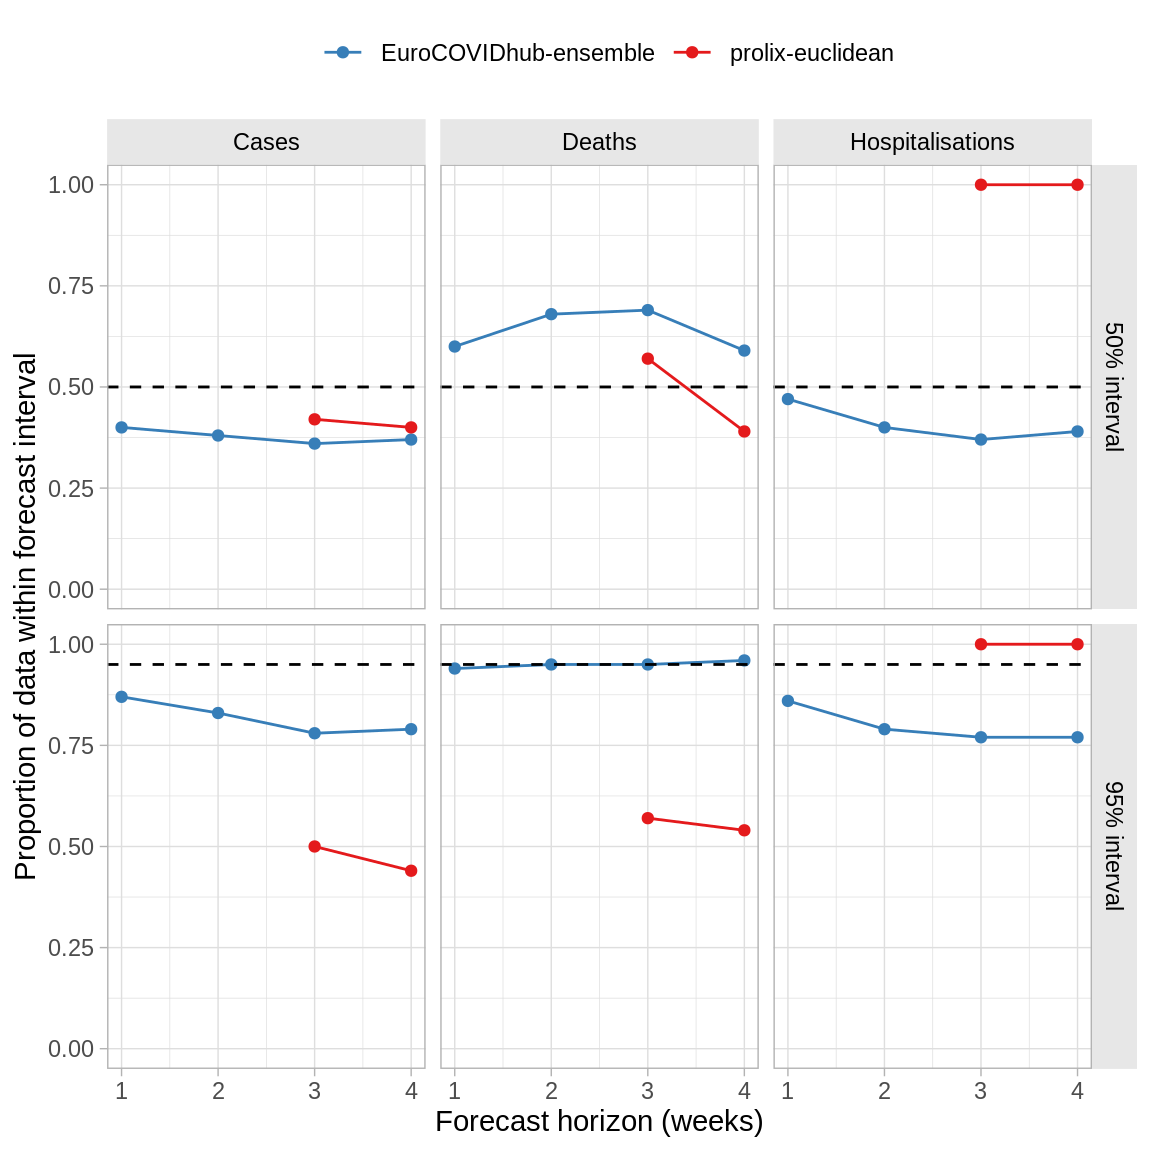 EuroCOVIDhub-ensemble prolix-euclidean
Cases Deaths Hospitalisations
Proportion of data within forecast interval
1.00
0.75
0.50
0.25
0.00
50% interval
1.00
0.75
0.50
0.25
0.00
95% interval
1 2 3 4 1 2 3 4 1 2 3 4
Forecast horizon (weeks)